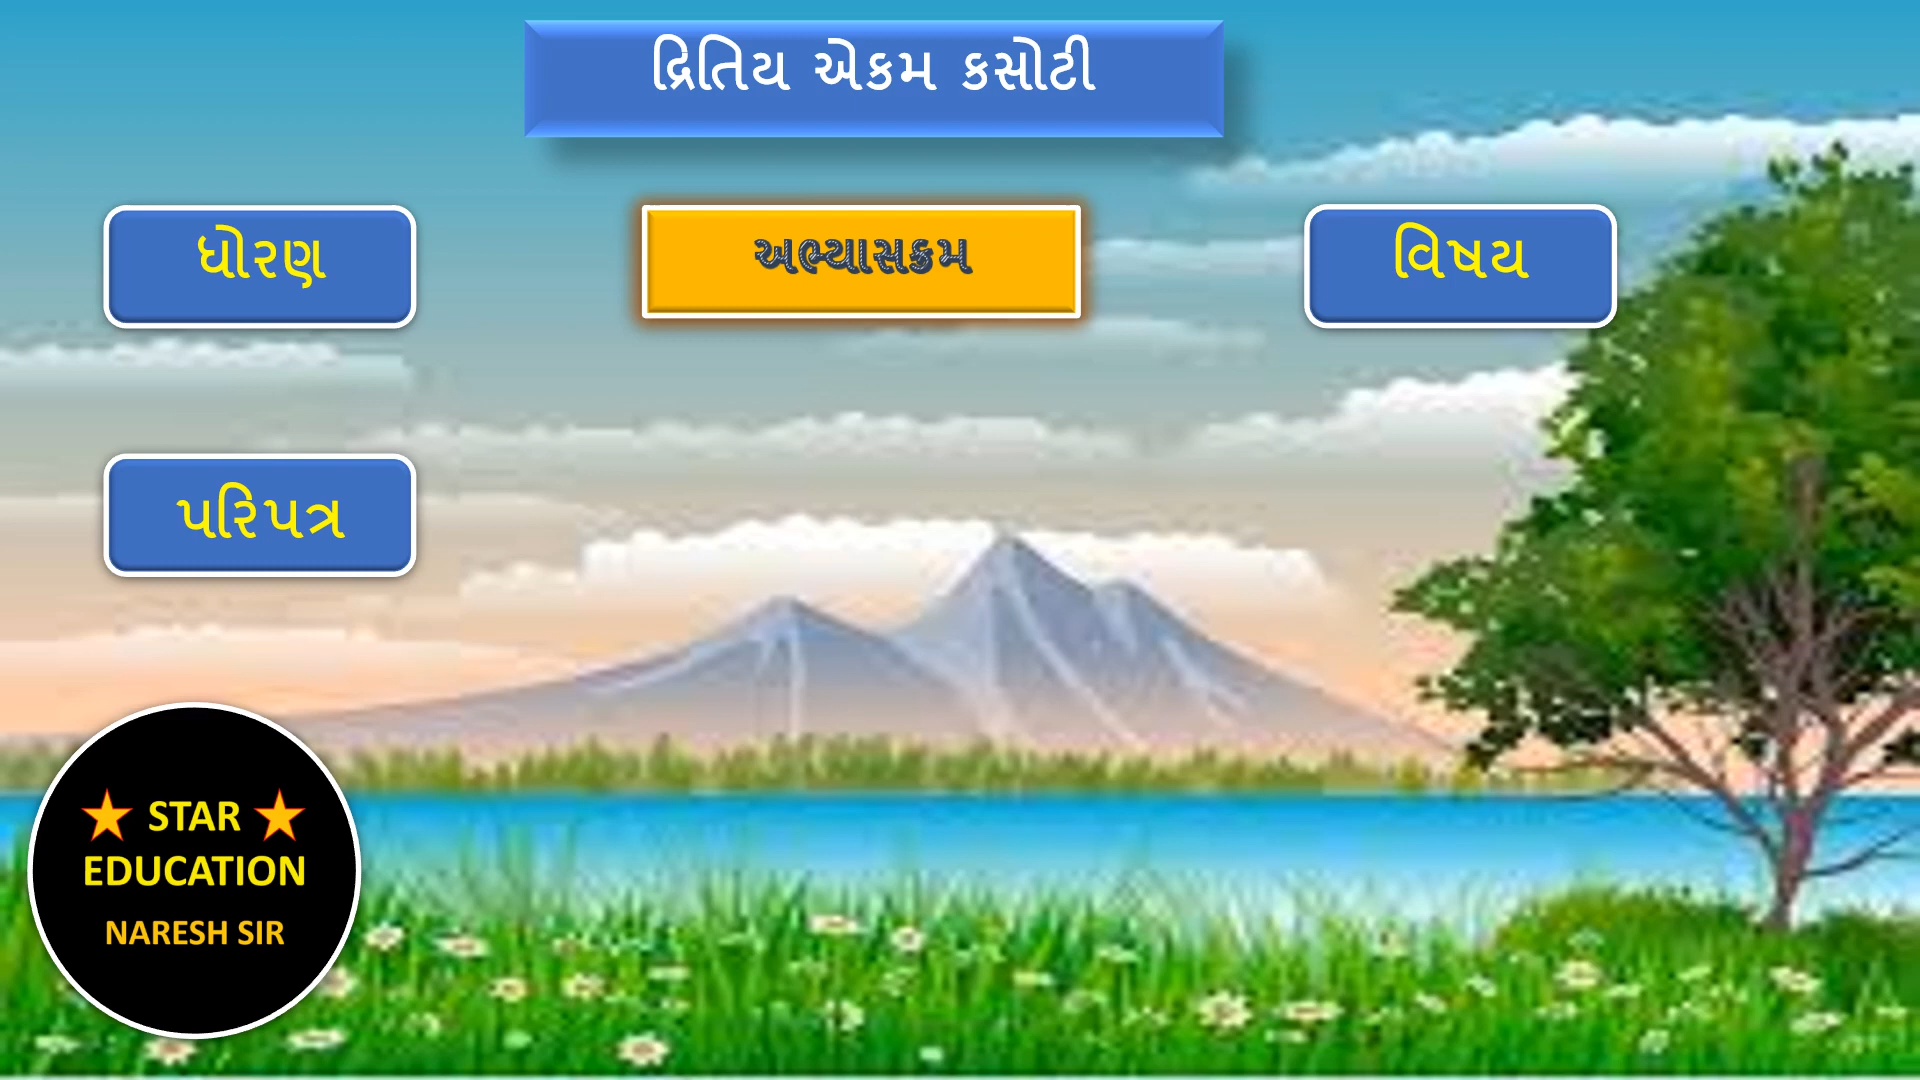 દ્રિતિય એકમ કસોટી
ધોરણ
અભ્યાસક્રમ
વિષય
પરિપત્ર
STAR
EDUCATION
NARESH SIR